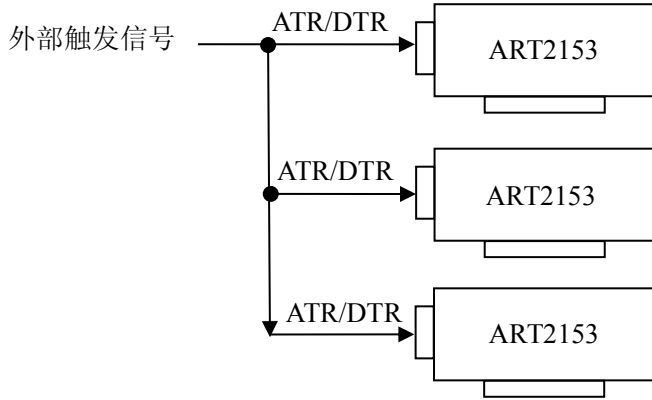 外部触发信号
ATR/DTR
ART2153
ATR/DTR
ART2153
ATR/DTR
ART2153